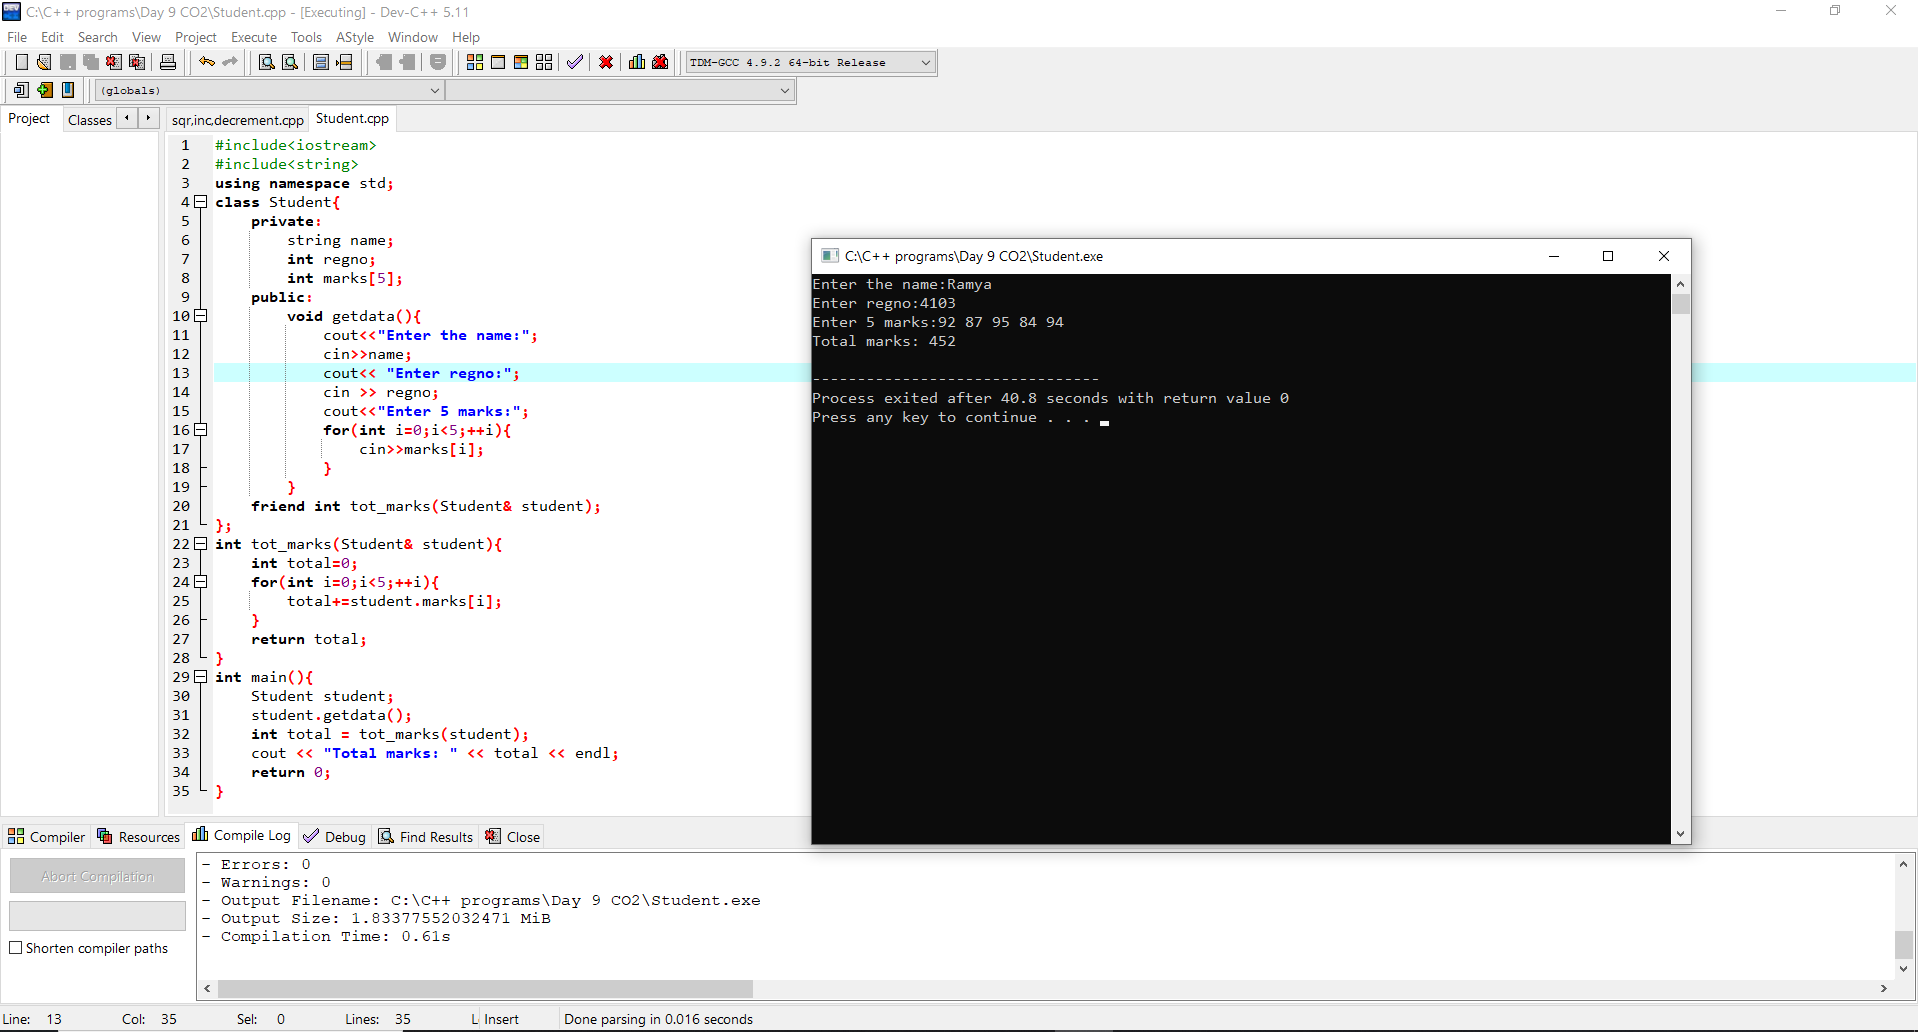 C:\C++ programs\Day 9 CO2\Student.cpp - [Executing] - Dev-C++ 5.11
File Edit Search View Project Execute Tools AStyle Window Help
TDM-GCC 4.9.2 64-bit Release
(globals)
Project Classes sqr,inc,decrement.cpp Student.cpp
1 #include<iostream>
2 #include<string>
3 using namespace std;
4 class Student{
5 private:
6 string name;
7 int regno;
8 int marks[5];
9 public:
10 void getdata(){
11 cout<<"Enter the name:";
12 cin>>name;
13 cout<< "Enter regno:";
14 cin >> regno;
15 cout<<"Enter 5 marks:";
16 for(int i=0;i<5;++i){
17 cin>>marks[i];
18 }
19 }
20 friend int tot_marks(Student& student);
21 };
22 int tot_marks(Student& student){
23 int total=0;
24 for(int i=0;i<5;++i){
25 total+=student.marks[i];
26 }
27 return total;
28 }
29 int main(){
30 Student student;
31 student.getdata();
32 int total = tot_marks(student);
33 cout << "Total marks: " << total << endl;
34 return 0;
35 }
C:\C++ programs\Day 9 CO2\Student.exe
Enter the name:Ramya
Enter regno:4103
Enter 5 marks:92 87 95 84 94
Total marks: 452
--------------------------------
Process exited after 40.8 seconds with return value 0
Press any key to continue . . .
Compiler Resources Compile Log Debug Find Results Close
Abort Compilation
Shorten compiler paths
- Errors: 0
- Warnings: 0
- Output Filename: C:\C++ programs\Day 9 CO2\Student.exe
- Output Size: 1.83377552032471 MiB
- Compilation Time: 0.61s
Line: 13 Col: 35 Sel: 0 Lines: 35 L Insert Done parsing in 0.016 seconds